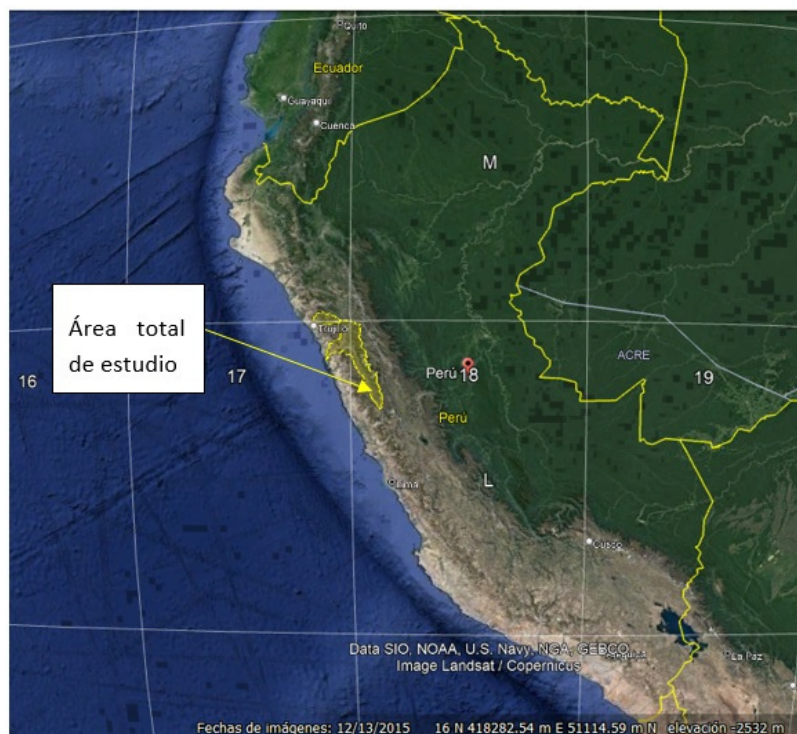 Quito
Ecuador
Guayaquil
Cuenca
M
Trujillo
Área total
de estudio
16
17
Perú
18
ACRE
19
Perú
Lima
L
Cusco
Data SIO, NOAA, U.S. Navy, NGA, GEBCO
Image Landsat / Copernicus
La Paz
Fechas de imágenes: 12/13/2015 16 N 418282.54 m E 51114.59 m N elevación -2532 m